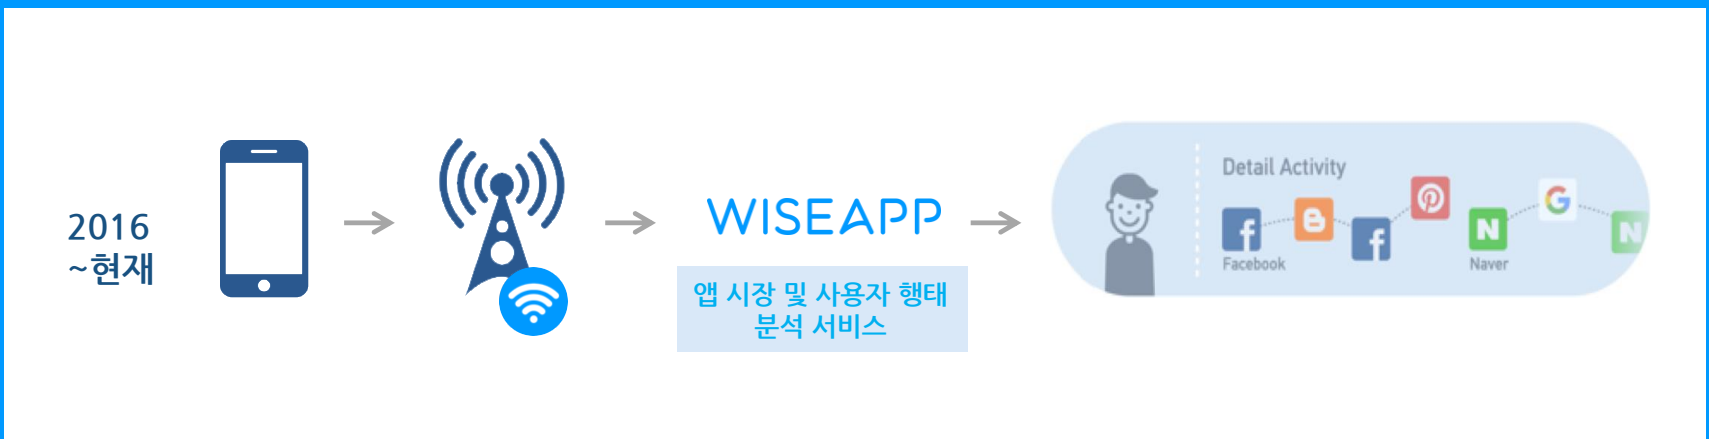 2016
~현재
WISEAPP
앱 시장 및 사용자 행태
분석 서비스
Detail Activity
Facebook
Naver